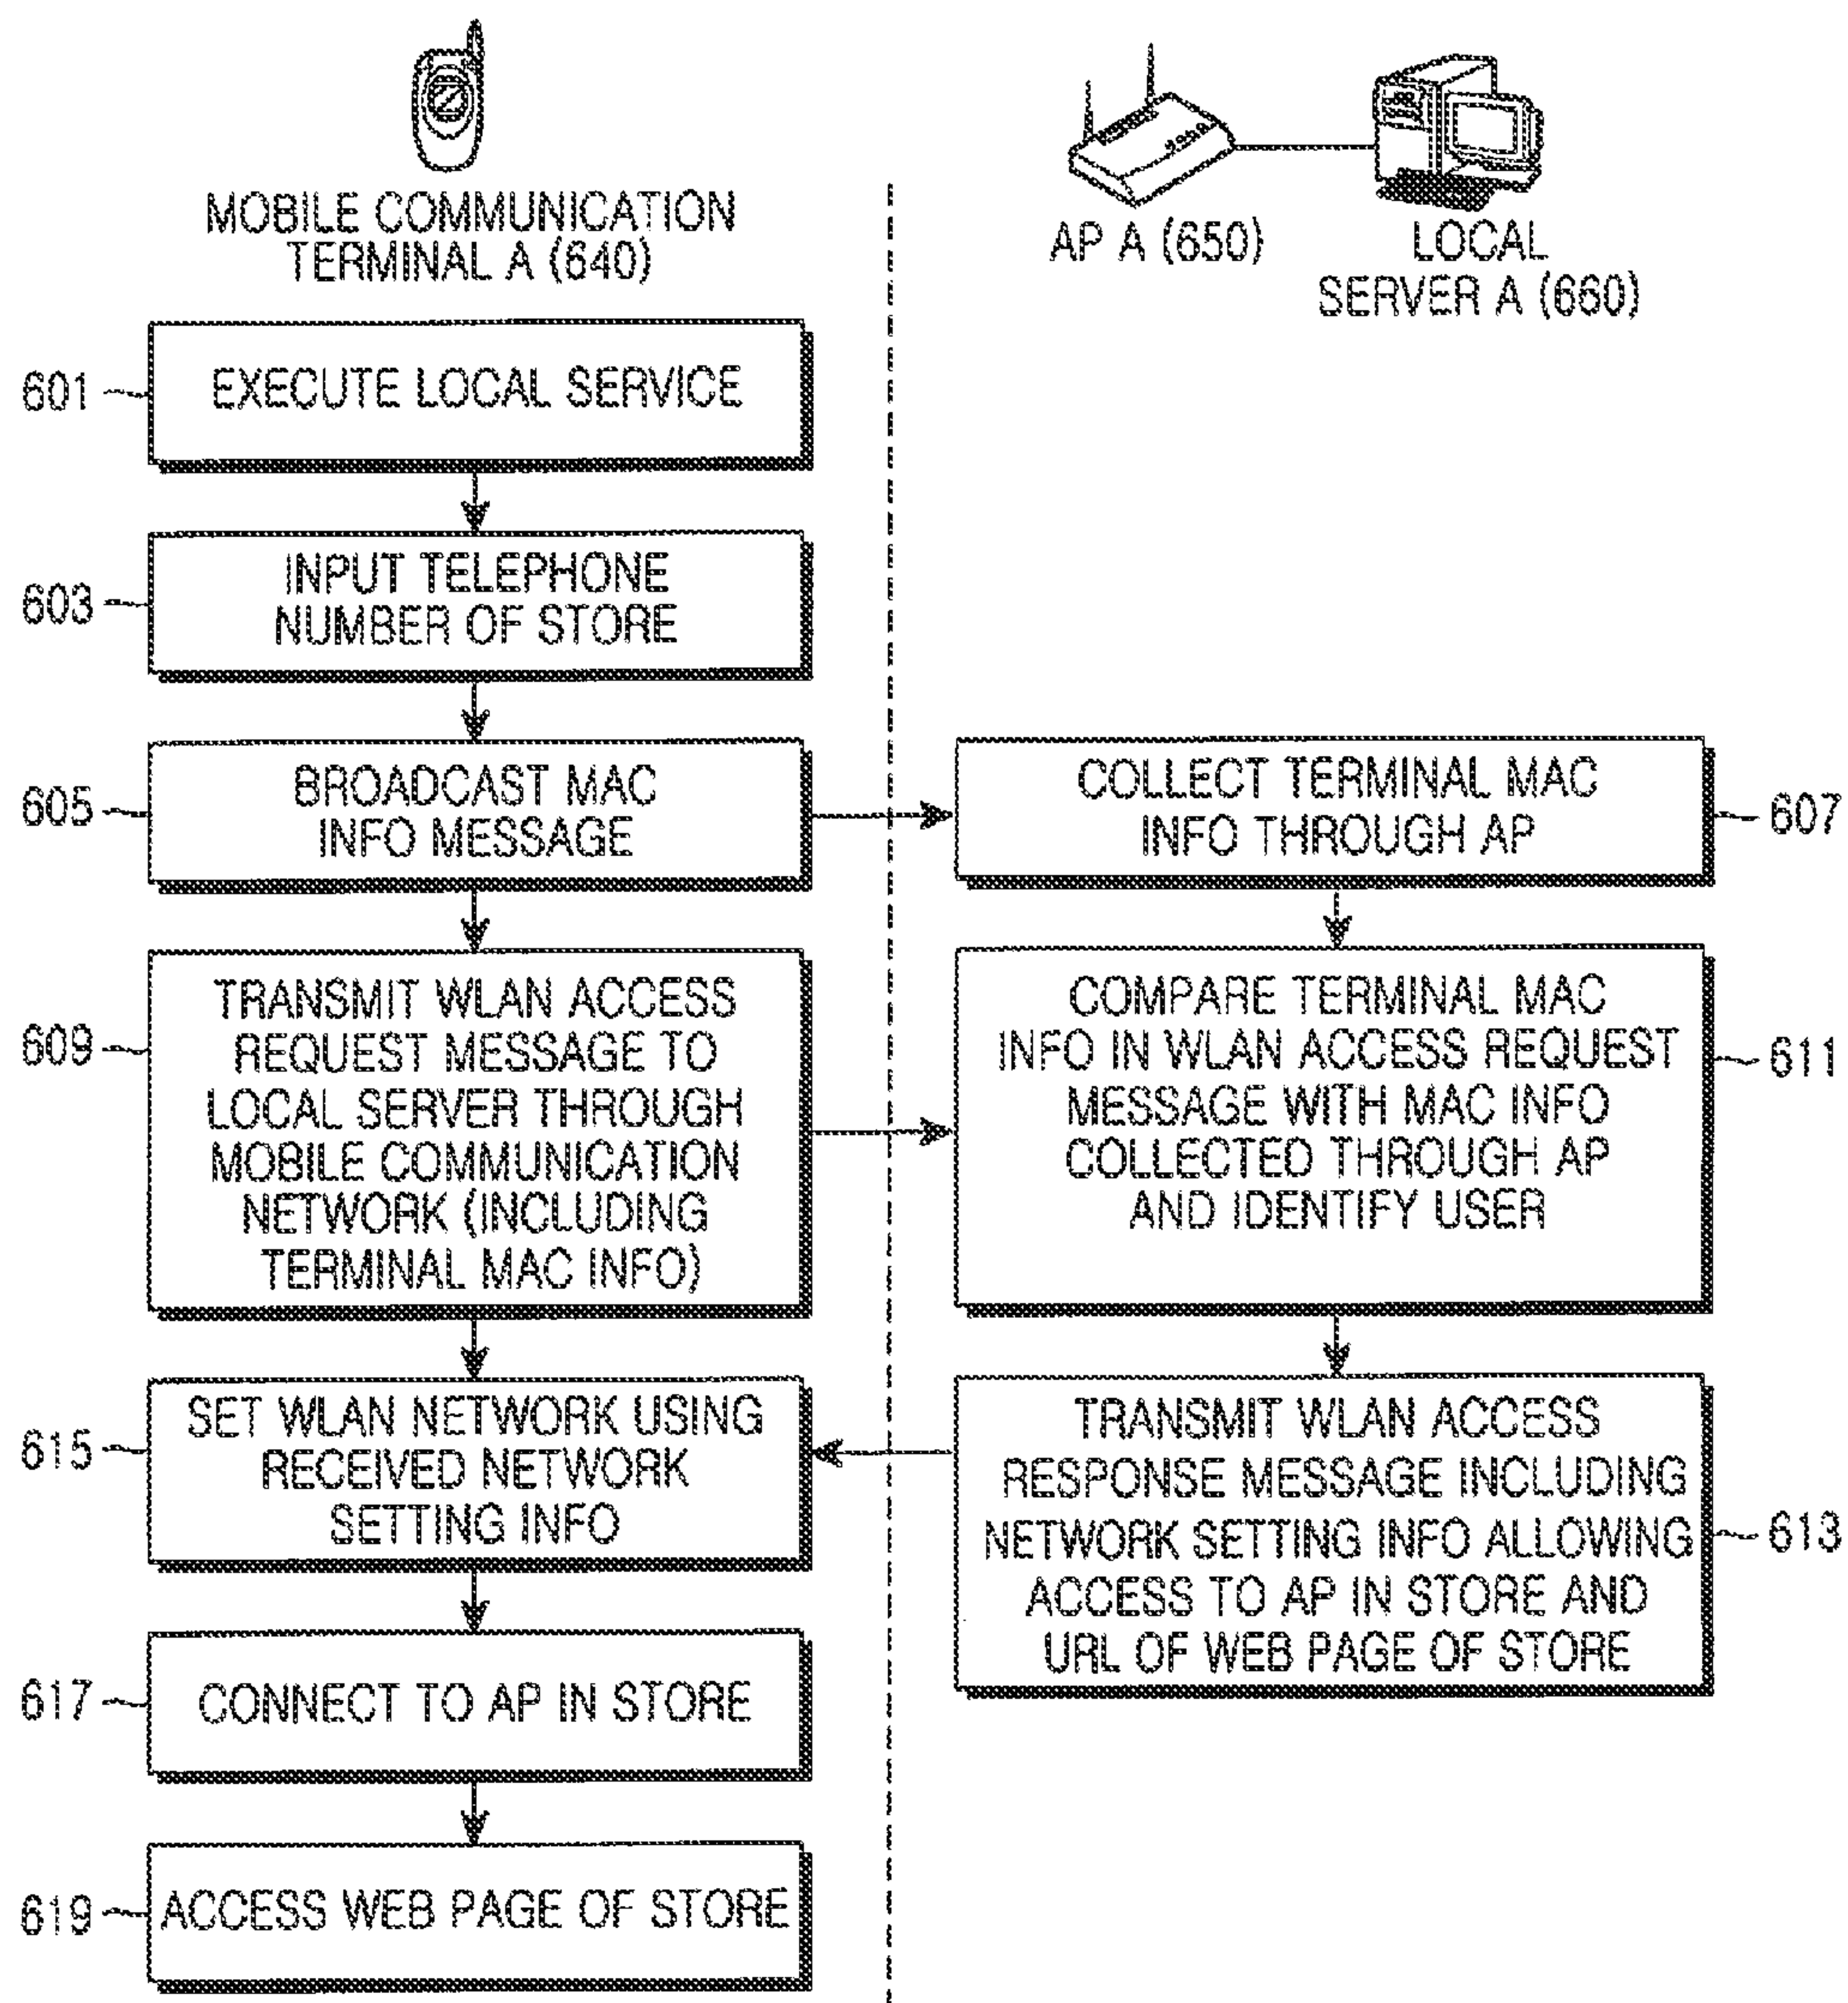 MOBILE COMMUNICATION
TERMINAL A (640)
AP A (650)
LOCAL
SERVER A (660)
601
EXECUTE LOCAL SERVICE
603
INPUT TELEPHONE
NUMBER OF STORE
605
BROADCAST MAC
INFO MESSAGE
COLLECT TERMINAL MAC
INFO THROUGH AP
607
609
TRANSMIT WLAN ACCESS
REQUEST MESSAGE TO
LOCAL SERVER THROUGH
MOBILE COMMUNICATION
NETWORK (INCLUDING
TERMINAL MAC INFO)
COMPARE TERMINAL MAC
INFO IN WLAN ACCESS REQUEST
MESSAGE WITH MAC INFO
COLLECTED THROUGH AP
AND IDENTIFY USER
611
615
SET WLAN NETWORK USING
RECEIVED NETWORK
SETTING INFO
TRANSMIT WLAN ACCESS
RESPONSE MESSAGE INCLUDING
NETWORK SETTING INFO ALLOWING
ACCESS TO AP IN STORE AND
URL OF WEB PAGE OF STORE
613
617
CONNECT TO AP IN STORE
619
ACCESS WEB PAGE OF STORE